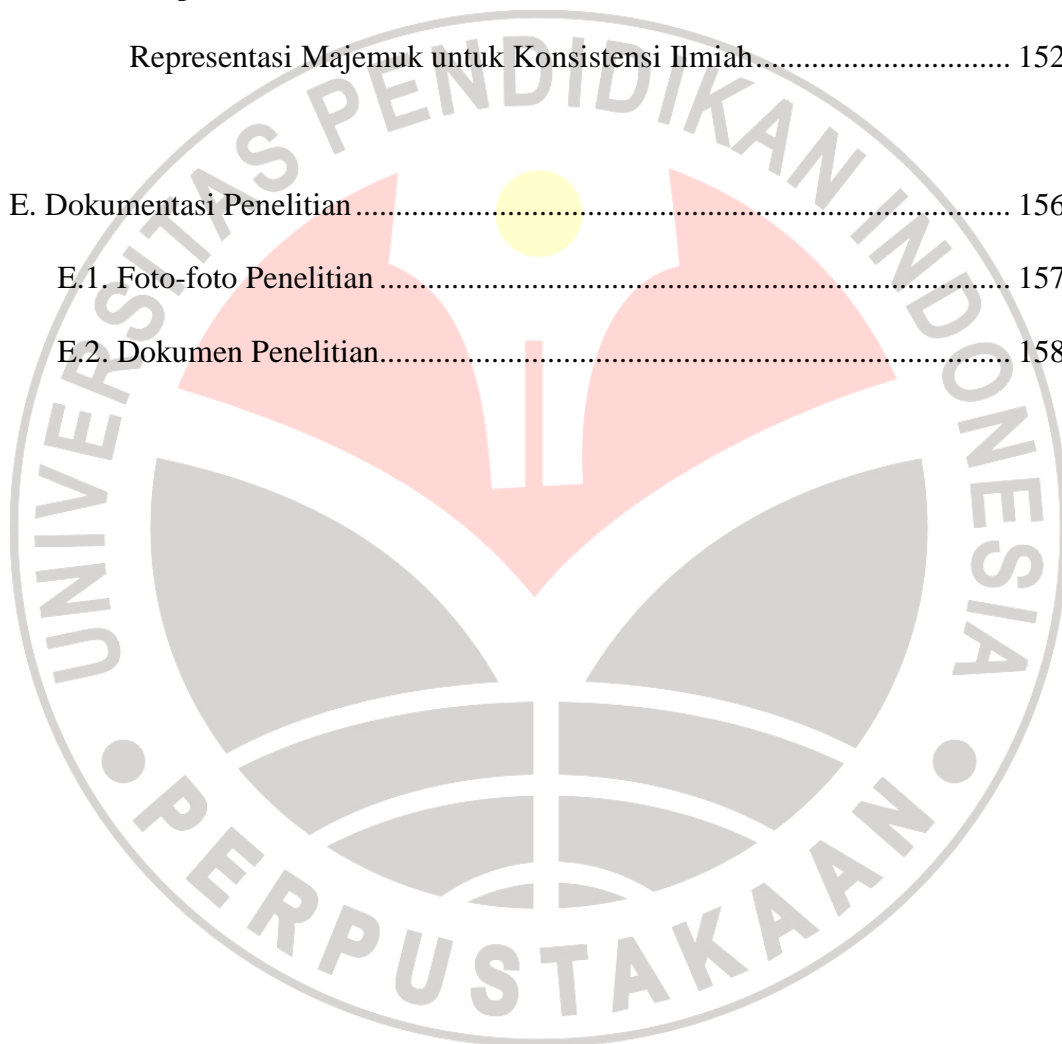 Representasi Majemuk untuk Konsistensi Ilmiah............................... 152
E. Dokumentasi Penelitian................................................................................ 156
E.1. Foto-foto Penelitian............................................................................. 157
E.2. Dokumen Penelitian............................................................................. 158
UNIVERSITAS PENDIDIKAN INDONESIA
PERPUSTAKAAN